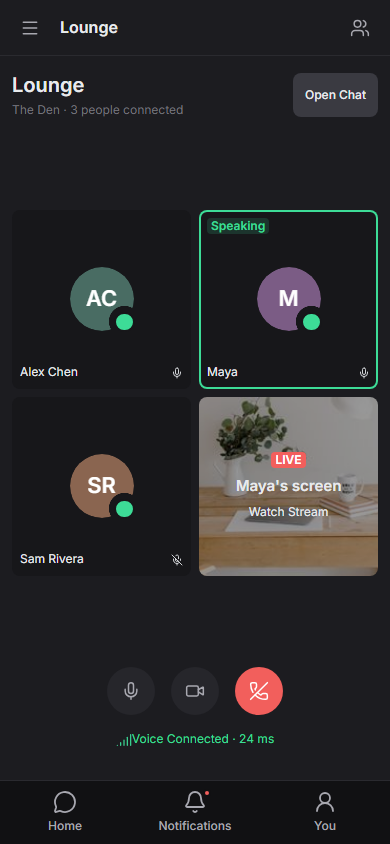 Lounge
Lounge
The Den · 3 people connected
Open Chat
AC
Alex Chen
Speaking
M
Maya
SR
Sam Rivera
LIVE
Maya's screen
Watch Stream
Voice Connected · 24 ms
Home
Notifications
You